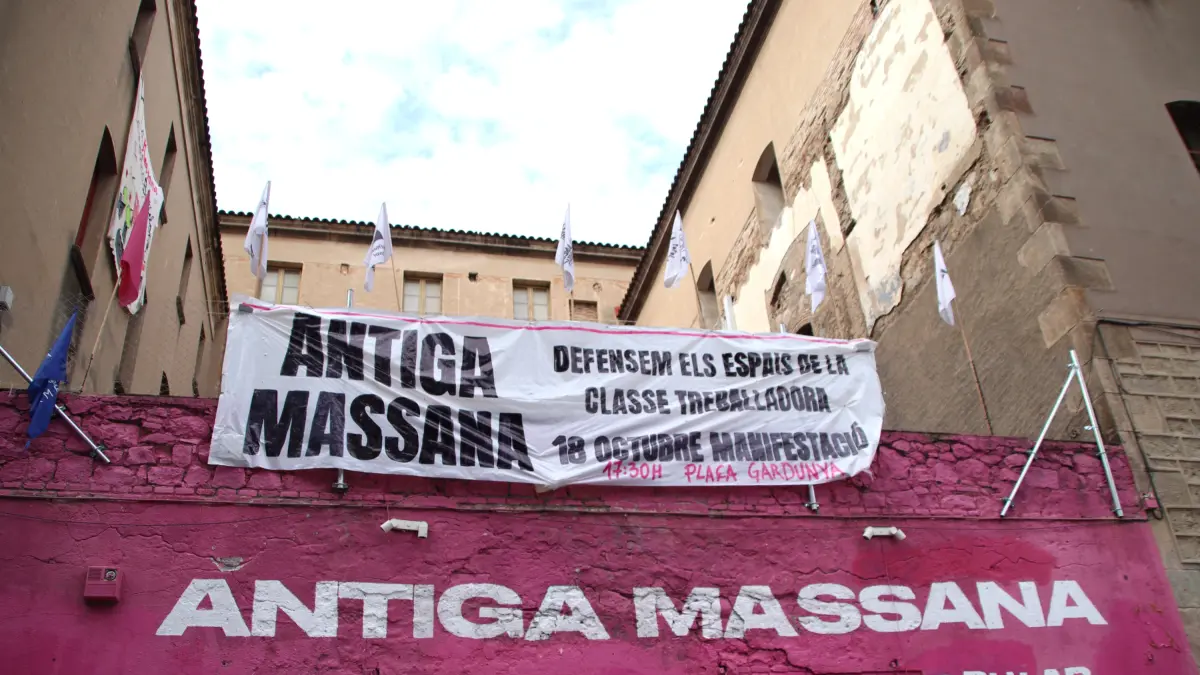 ANTIGA
MASSANA
DEFENSEM ELS ESPAIS DE LA
CLASSE TREBALLADORA
18 OCTUBRE MANIFESTACIÓ
17:30H PLAÇA GARDUNYA
ANTIGA MASSANA